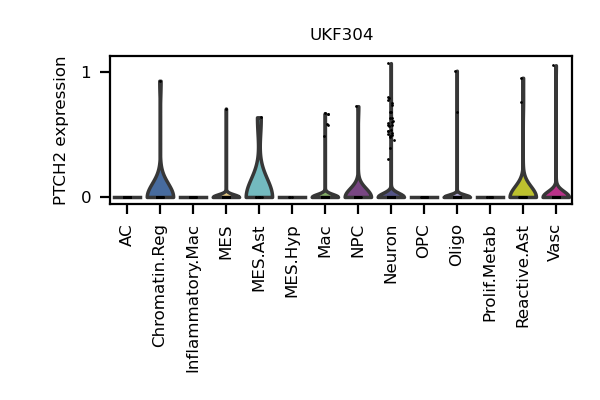 UKF304
PTCH2 expression
1
0
AC
Chromatin.Reg
Inflammatory.Mac
MES
MES.Ast
MES.Hyp
Mac
NPC
Neuron
OPC
Oligo
Prolif.Metab
Reactive.Ast
Vasc